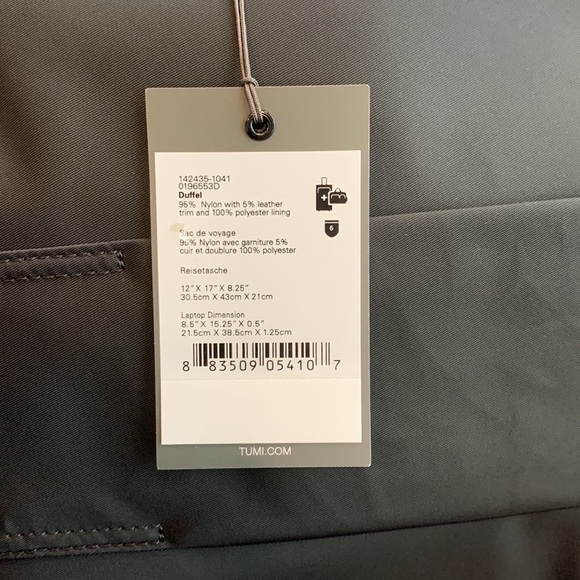 142435-1041
0196553D
Duffel
95% Nylon with 5% leather
trim and 100% polyester lining
Sac de voyage
95% Nylon avec garniture 5%
cuir et doublure 100% polyester
Reisetasche
12" X 17" X 8.25"
30.5cm X 43cm X 21cm
Laptop Dimension
8.5" X 15.25" X 0.5"
21.5cm X 38.5cm X 1.25cm
8 83509 05410 7
6
TUMI.COM